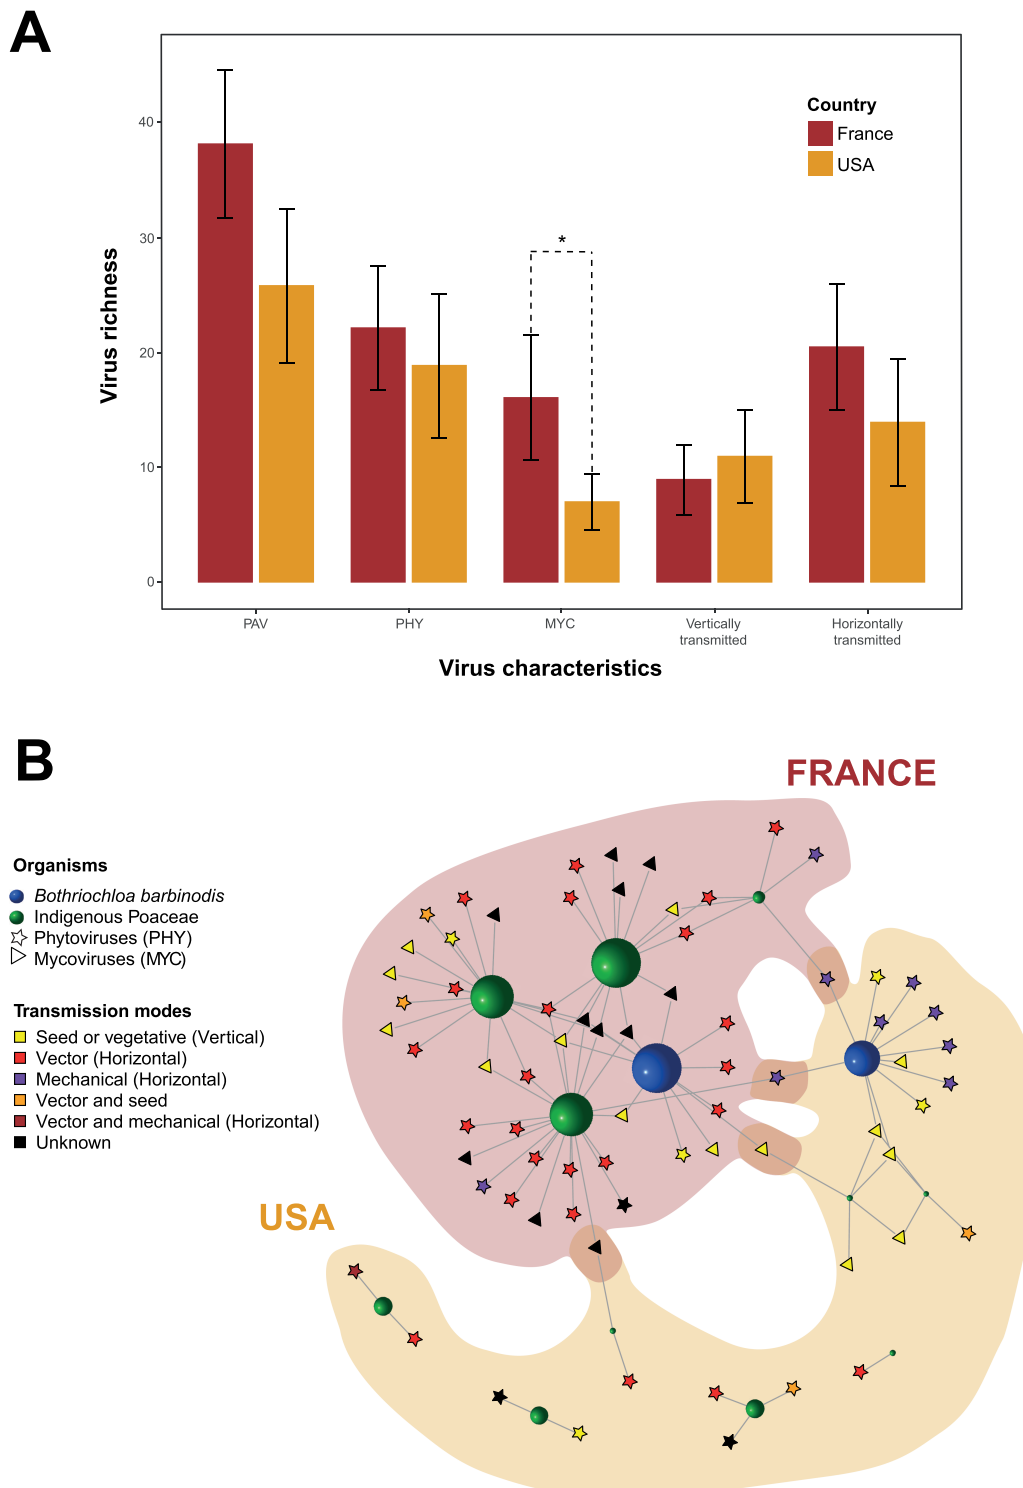 A
Virus richness
40
30
20
10
0
Country
France
USA
*
PAV
PHY
MYC
Vertically
transmitted
Horizontally
transmitted
Virus characteristics
B
FRANCE
Organisms
Bothriochloa barbinodis
Indigenous Poaceae
Phytoviruses (PHY)
Mycoviruses (MYC)
Transmission modes
Seed or vegetative (Vertical)
Vector (Horizontal)
Mechanical (Horizontal)
Vector and seed
Vector and mechanical (Horizontal)
Unknown
USA